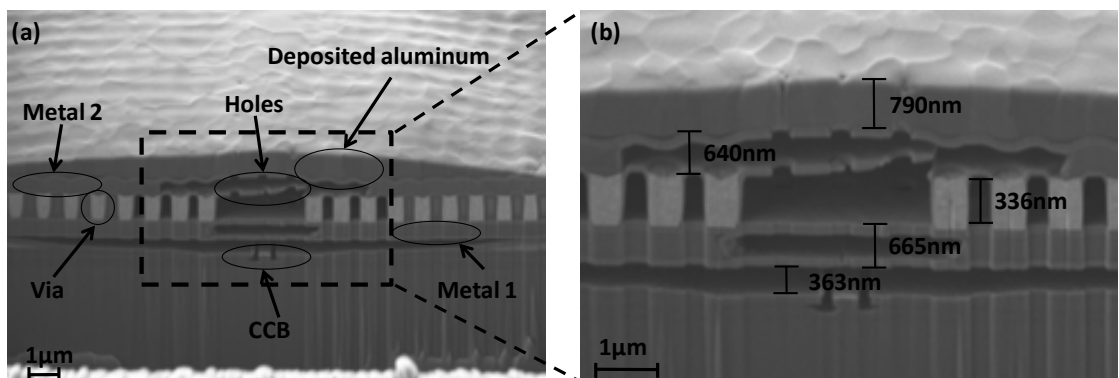 (a)
Deposited aluminum
Holes
Metal 2
Via
CCB
Metal 1
1μm
(b)
790nm
640nm
336nm
665nm
363nm
1μm